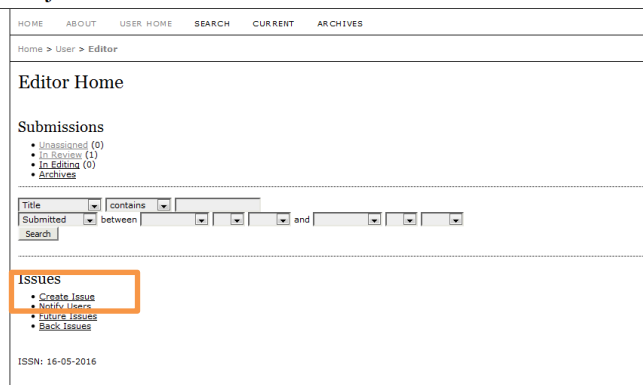 HOME ABOUT USER HOME SEARCH CURRENT ARCHIVES
Home > User > Editor
Editor Home
Submissions
Unassigned (0)
In Review (1)
In Editing (0)
Archives
Title contains
Submitted between and
Search
Issues
Create Issue
Notify Users
Future Issues
Back Issues
ISSN: 16-05-2016